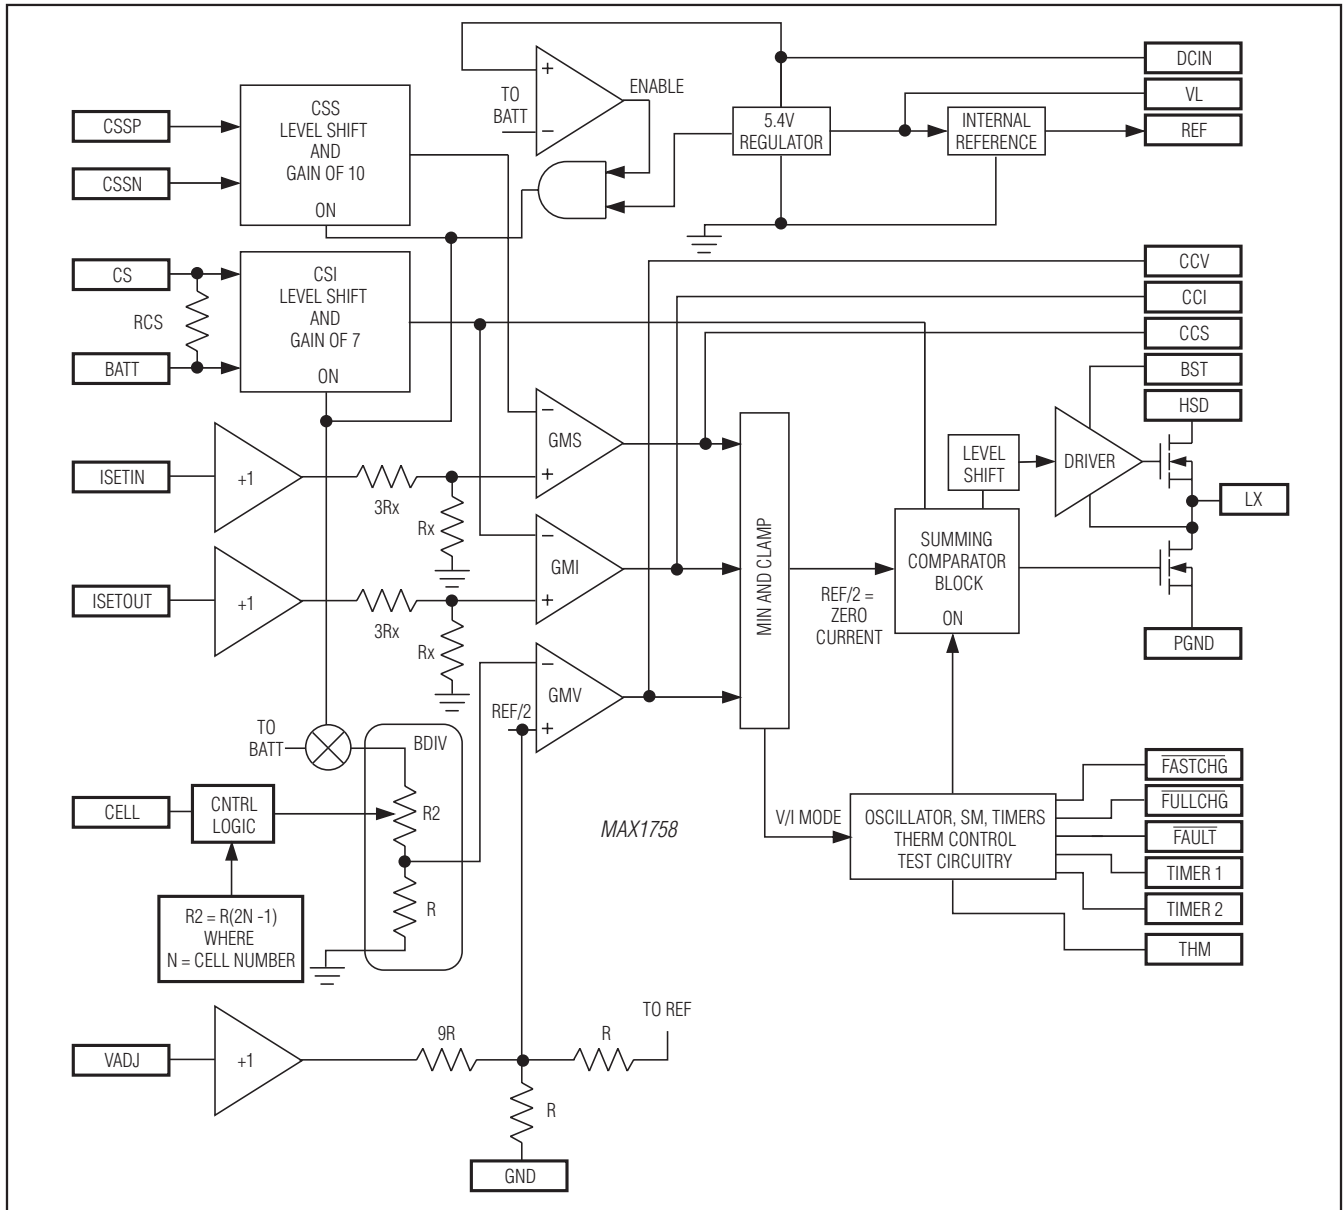 CSSP
CSSN
CSS
LEVEL SHIFT
AND
GAIN OF 10
ON
TO
BATT
+
−
ENABLE
5.4V
REGULATOR
INTERNAL
REFERENCE
DCIN
VL
REF
CS
RCS
BATT
CSI
LEVEL SHIFT
AND
GAIN OF 7
ON
CCV
CCI
CCS
BST
HSD
ISETIN
+1
3Rx
Rx
−
GMS
+
ISETOUT
+1
3Rx
Rx
−
GMI
+
−
GMV
+
REF/2
MIN AND CLAMP
REF/2 =
ZERO
CURRENT
LEVEL
SHIFT
DRIVER
SUMMING
COMPARATOR
BLOCK
ON
LX
PGND
TO
BATT
BDIV
R2
R
CELL
CNTRL
LOGIC
R2 = R(2N -1)
WHERE
N = CELL NUMBER
MAX1758
V/I MODE
OSCILLATOR, SM, TIMERS
THERM CONTROL
TEST CIRCUITRY
FASTCHG
FULLCHG
FAULT
TIMER 1
TIMER 2
THM
VADJ
+1
9R
R
TO REF
R
GND